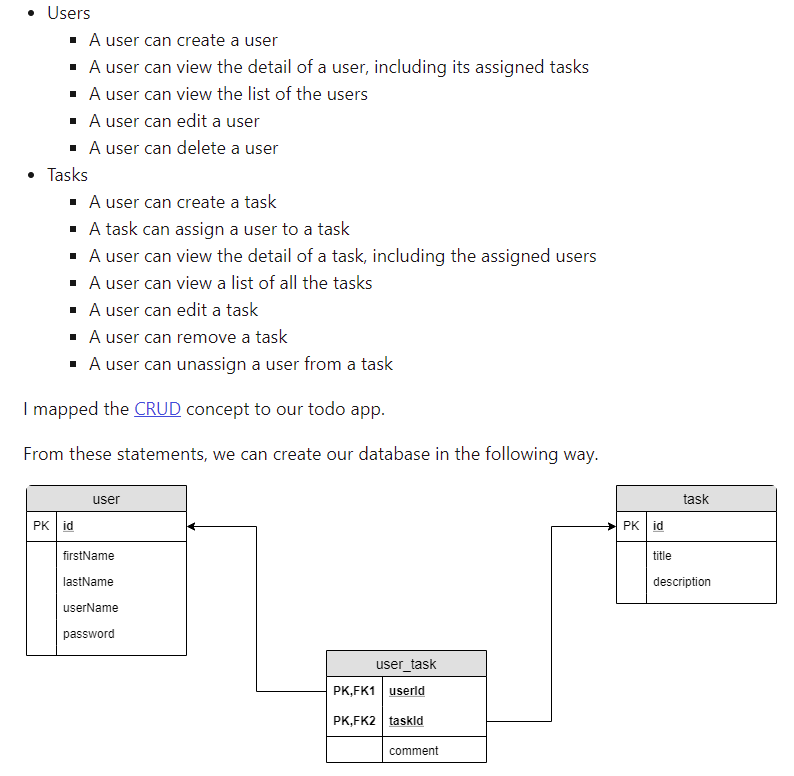 Users
A user can create a user
A user can view the detail of a user, including its assigned tasks
A user can view the list of the users
A user can edit a user
A user can delete a user
Tasks
A user can create a task
A task can assign a user to a task
A user can view the detail of a task, including the assigned users
A user can view a list of all the tasks
A user can edit a task
A user can remove a task
A user can unassign a user from a task
I mapped the CRUD concept to our todo app.
From these statements, we can create our database in the following way.
user
PK id
firstName
lastName
userName
password
task
PK id
title
description
user_task
PK,FK1 userId
PK,FK2 taskId
comment